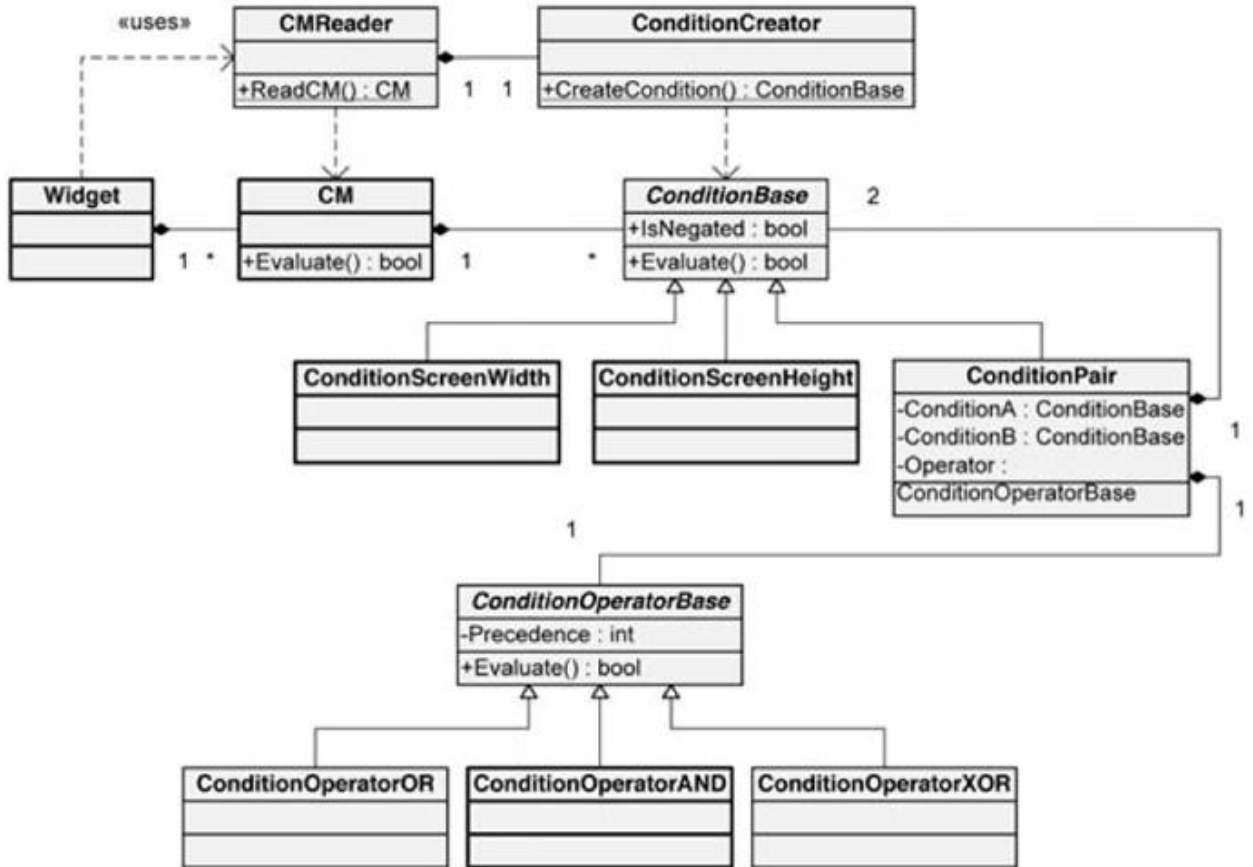 «uses»
CMReader
+ReadCM() : CM
1 1
ConditionCreator
+CreateCondition() : ConditionBase
Widget
1 *
CM
+Evaluate() : bool
1 *
ConditionBase
+IsNegated : bool
+Evaluate() : bool
2
ConditionScreenWidth
ConditionScreenHeight
ConditionPair
-ConditionA : ConditionBase
-ConditionB : ConditionBase
-Operator :
ConditionOperatorBase
1
1
1
ConditionOperatorBase
-Precedence : int
+Evaluate() : bool
ConditionOperatorOR
ConditionOperatorAND
ConditionOperatorXOR